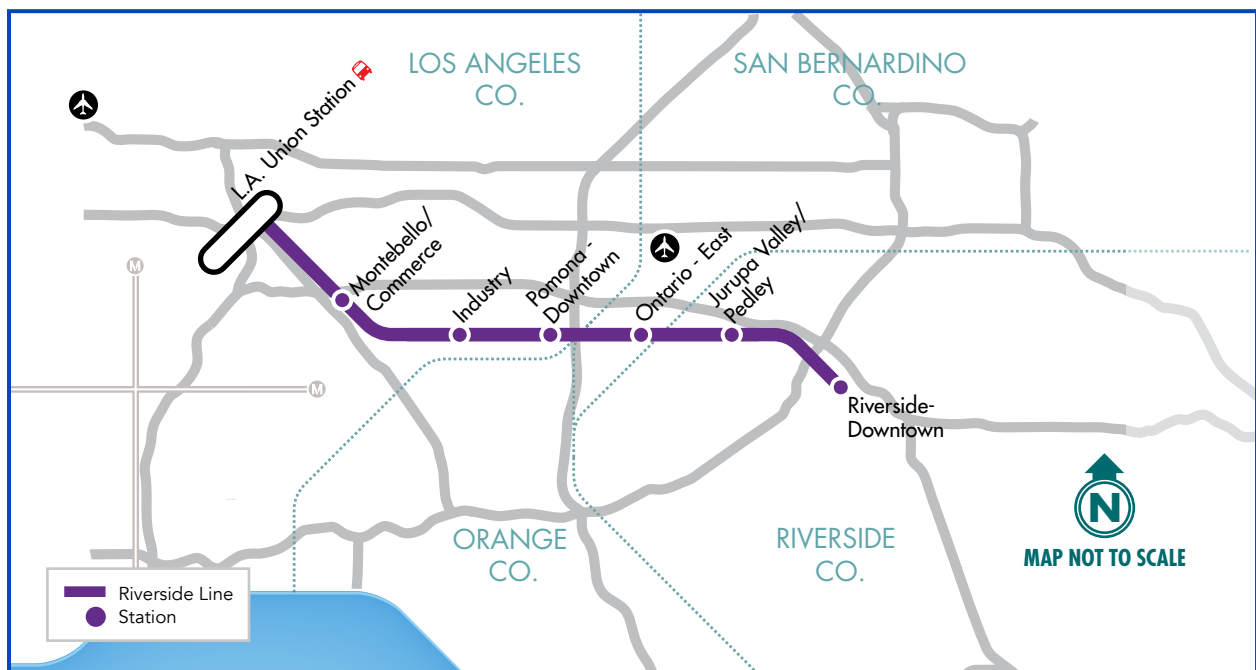 LOS ANGELES
CO.
SAN BERNARDINO
CO.
L.A. Union Station
Montebello/
Commerce
Industry
Pomona -
Downtown
Ontario - East
Jurupa Valley/
Pedley
Riverside-
Downtown
M
M
ORANGE
CO.
RIVERSIDE
CO.
N
MAP NOT TO SCALE
Riverside Line
Station